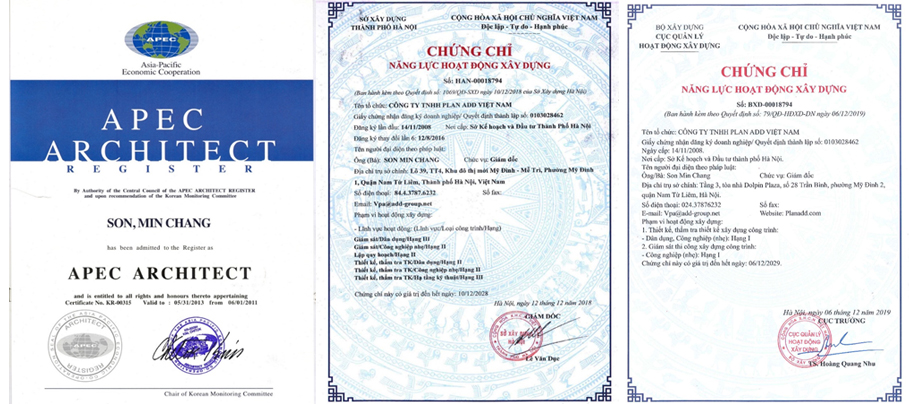 APEC
Asia-Pacific
Economic Cooperation
APEC
ARCHITECT
REGISTER
By Authority of the Central Council of the APEC ARCHITECT REGISTER
and upon recommendation of the Korean Monitoring Committee
SON, MIN CHANG
has been admitted to the Register as
APEC ARCHITECT
and is entitled to all rights and honours thereto appertaining
Certificate No. KR-00315 Valid to : 05/31/2013 from 06/01/2011
ARCHITECT
APEC
REGISTER
Chair of Korean Monitoring Committee
SỞ XÂY DỰNG
THÀNH PHỐ HÀ NỘI
CỘNG HÒA XÃ HỘI CHỦ NGHĨA VIỆT NAM
Độc lập - Tự do - Hạnh phúc
CHỨNG CHỈ
NĂNG LỰC HOẠT ĐỘNG XÂY DỰNG
Số: HAN-00018794
(Ban hành kèm theo Quyết định số: /QĐ-SXD ngày 10/12/2018 của Sở Xây dựng Hà Nội)
Tên tổ chức: CÔNG TY TNHH PLAN ADD VIỆT NAM
Giấy chứng nhận đăng ký doanh nghiệp/ Quyết định thành lập số: 0103028462
Đăng lần đầu: 14/11/2008 Nơi cấp: Sở Kế hoạch và Đầu tư Thành Phố Hà Nội
Đăng ký thay đổi lần 6: 12/8/2016
Tên người đại diện theo pháp luật:
Ông (Bà): SON MIN CHANG Chức vụ: Giám đốc
Địa chỉ trụ sở chính: Lô 39, TT4, Khu đô thị mới Mỹ Đình - Mễ Trì, Phường Mỹ Đình
1, Quận Nam Từ Liêm, Thành phố Hà Nội, Việt Nam
Số điện thoại: 84.4.3787.6232 Số fax:
Email: Vpa@add-group.net
Phạm vi hoạt động xây dựng:
- Lĩnh vực hoạt động: (Lĩnh vực/Loại công trình/Hạng)
Giám sát/Dân dụng/Hạng III
Giám sát/Công nghiệp nhẹ/Hạng II
Lập quy hoạch/Hạng II
Thiết kế, thẩm tra TK/Dân dụng/Hạng II
Thiết kế, thẩm tra TK/Công nghiệp nhẹ/Hạng II
Thiết kế, thẩm tra TK/Hạ tầng kỹ thuật/Hạng III
Chứng chỉ này có giá trị đến hết ngày: 10/12/2028
Hà Nội, ngày 12 tháng 12 năm 2018
GIÁM ĐỐC
SỞ XÂY DỰNG
HÀ NỘI
Lê Văn Dục
BỘ XÂY DỰNG
CỤC QUẢN LÝ
HOẠT ĐỘNG XÂY DỰNG
CỘNG HÒA XÃ HỘI CHỦ NGHĨA VIỆT NAM
Độc lập - Tự do - Hạnh phúc
CHỨNG CHỈ
NĂNG LỰC HOẠT ĐỘNG XÂY DỰNG
Số: BXD-00018794
(Ban hành kèm theo Quyết định số: 79/QĐ-HĐXD-DN ngày 06/12/2019)
Tên tổ chức: CÔNG TY TNHH PLAN ADD VIỆT NAM
Giấy chứng nhận đăng ký doanh nghiệp/ Quyết định thành lập số: 0103028462
Ngày cấp: 14/11/2008.
Nơi cấp: Sở Kế hoạch và Đầu tư thành phố Hà Nội.
Tên người đại diện theo pháp luật:
Ông/Bà: Son Min Chang Chức vụ: Giám đốc
Địa chỉ trụ sở chính: Tầng 3, tòa nhà Dolpin Plaza, số 28 Trần Bình, phường Mỹ Đình 2,
quận Nam Từ Liêm, Hà Nội.
Số điện thoại: 024.37876232 Số fax:
E-mail: Vpa@add-group.net Website: Planadd.com
Phạm vi hoạt động xây dựng:
1. Thiết kế, thẩm tra thiết kế xây dựng công trình:
- Dân dụng, Công nghiệp (nhẹ): Hạng I
2. Giám sát thi công xây dựng công trình:
- Công nghiệp (nhẹ): Hạng I
Chứng chỉ này có giá trị đến hết ngày: 06/12/2029.
Hà Nội, ngày 06 tháng 12 năm 2019
CỤC TRƯỞNG
CỤC QUẢN LÝ
HOẠT ĐỘNG
XÂY DỰNG
TS. Hoàng Quang Nhu